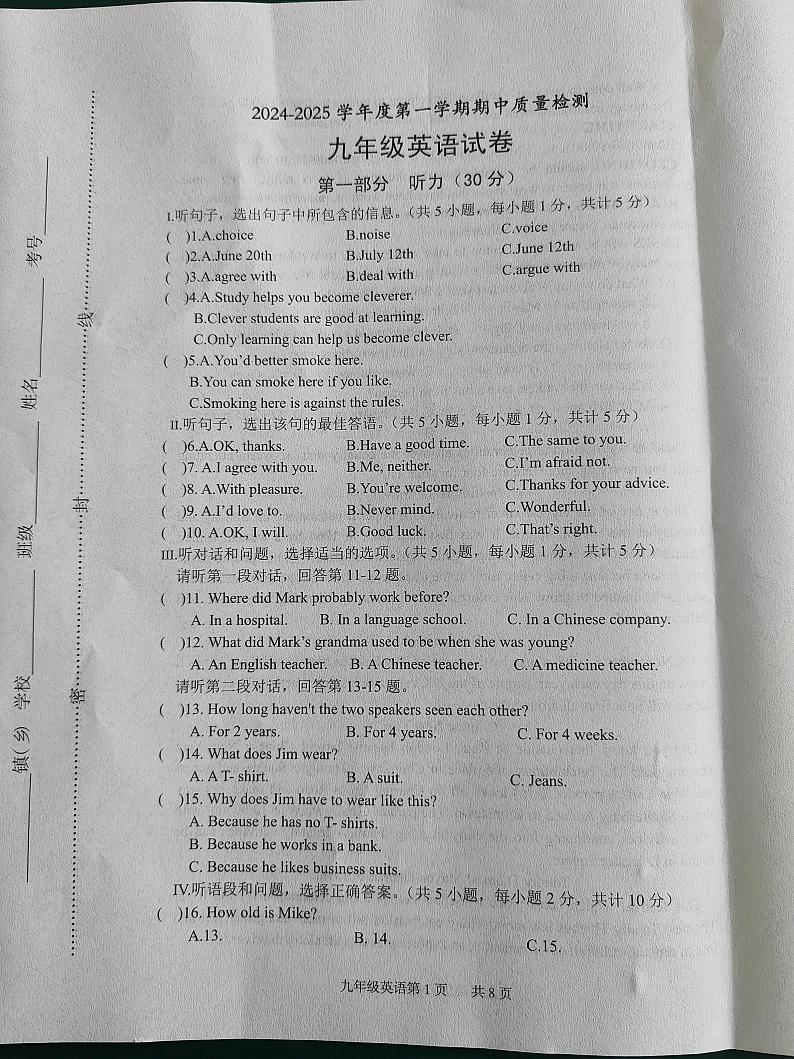 2024-2025 学年度第一学期期中质量检测
九年级英语试卷
第一部分 听力（30 分）
I.听句子，选出句子中所包含的信息。（共 5 小题，每小题 1 分，共计 5 分）
( )1.A.choice B.noise C.voice
( )2.A.June 20th B.July 12th C.June 12th
( )3.A.agree with B.deal with C.argue with
( )4.A.Study helps you become cleverer.
B.Clever students are good at learning.
C.Only learning can help us become clever.
( )5.A.You'd better smoke here.
B.You can smoke here if you like.
C.Smoking here is against the rules.
II.听句子，选出该句的最佳答语。（共 5 小题，每小题 1 分，共计 5 分）
( )6.A.OK, thanks. B.Have a good time. C.The same to you.
( )7. A.I agree with you. B.Me, neither. C.I'm afraid not.
( )8. A.With pleasure. B.You're welcome. C.Thanks for your advice.
( )9. A.I'd love to. B.Never mind. C.Wonderful.
( )10. A.OK, I will. B.Good luck. C.That's right.
III.听对话和问题，选择适当的选项。（共 5 小题，每小题 1 分，共计 5 分）
请听第一段对话，回答第 11-12 题。
( )11. Where did Mark probably work before?
A. In a hospital. B. In a language school. C. In a Chinese company.
( )12. What did Mark's grandma used to be when she was young?
A. An English teacher. B. A Chinese teacher. C. A medicine teacher.
请听第二段对话，回答第 13-15 题。
( )13. How long haven't the two speakers seen each other?
A. For 2 years. B. For 4 years. C. For 4 weeks.
( )14. What does Jim wear?
A. A T- shirt. B. A suit. C. Jeans.
( )15. Why does Jim have to wear like this?
A. Because he has no T- shirts.
B. Because he works in a bank.
C. Because he likes business suits.
IV.听语段和问题，选择正确答案。（共 5 小题，每小题 2 分，共计 10 分）
( )16. How old is Mike?
A.13. B. 14. C.15.
九年级英语第 1 页 共 8 页
镇(乡) 学校 班级 姓名 考号
密 封 线